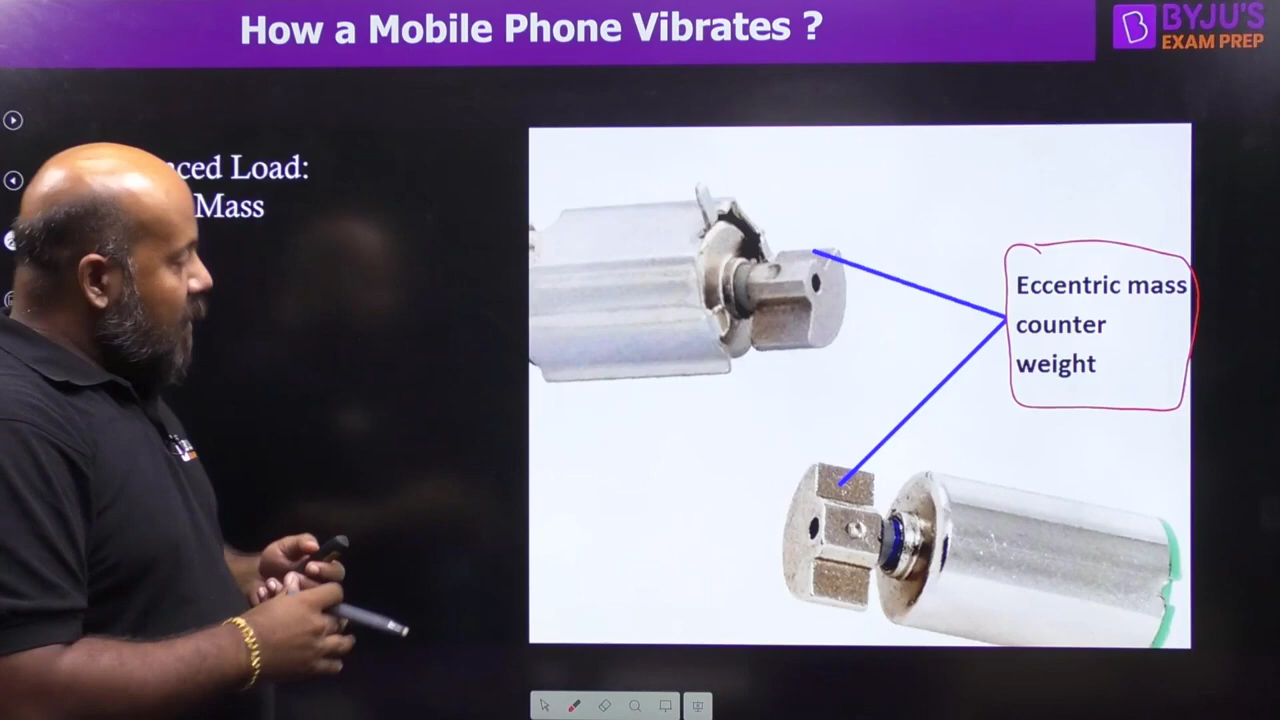 How a Mobile Phone Vibrates ?
BYJU'S
EXAM PREP
Load:
Mass
Eccentric mass
counter
weight